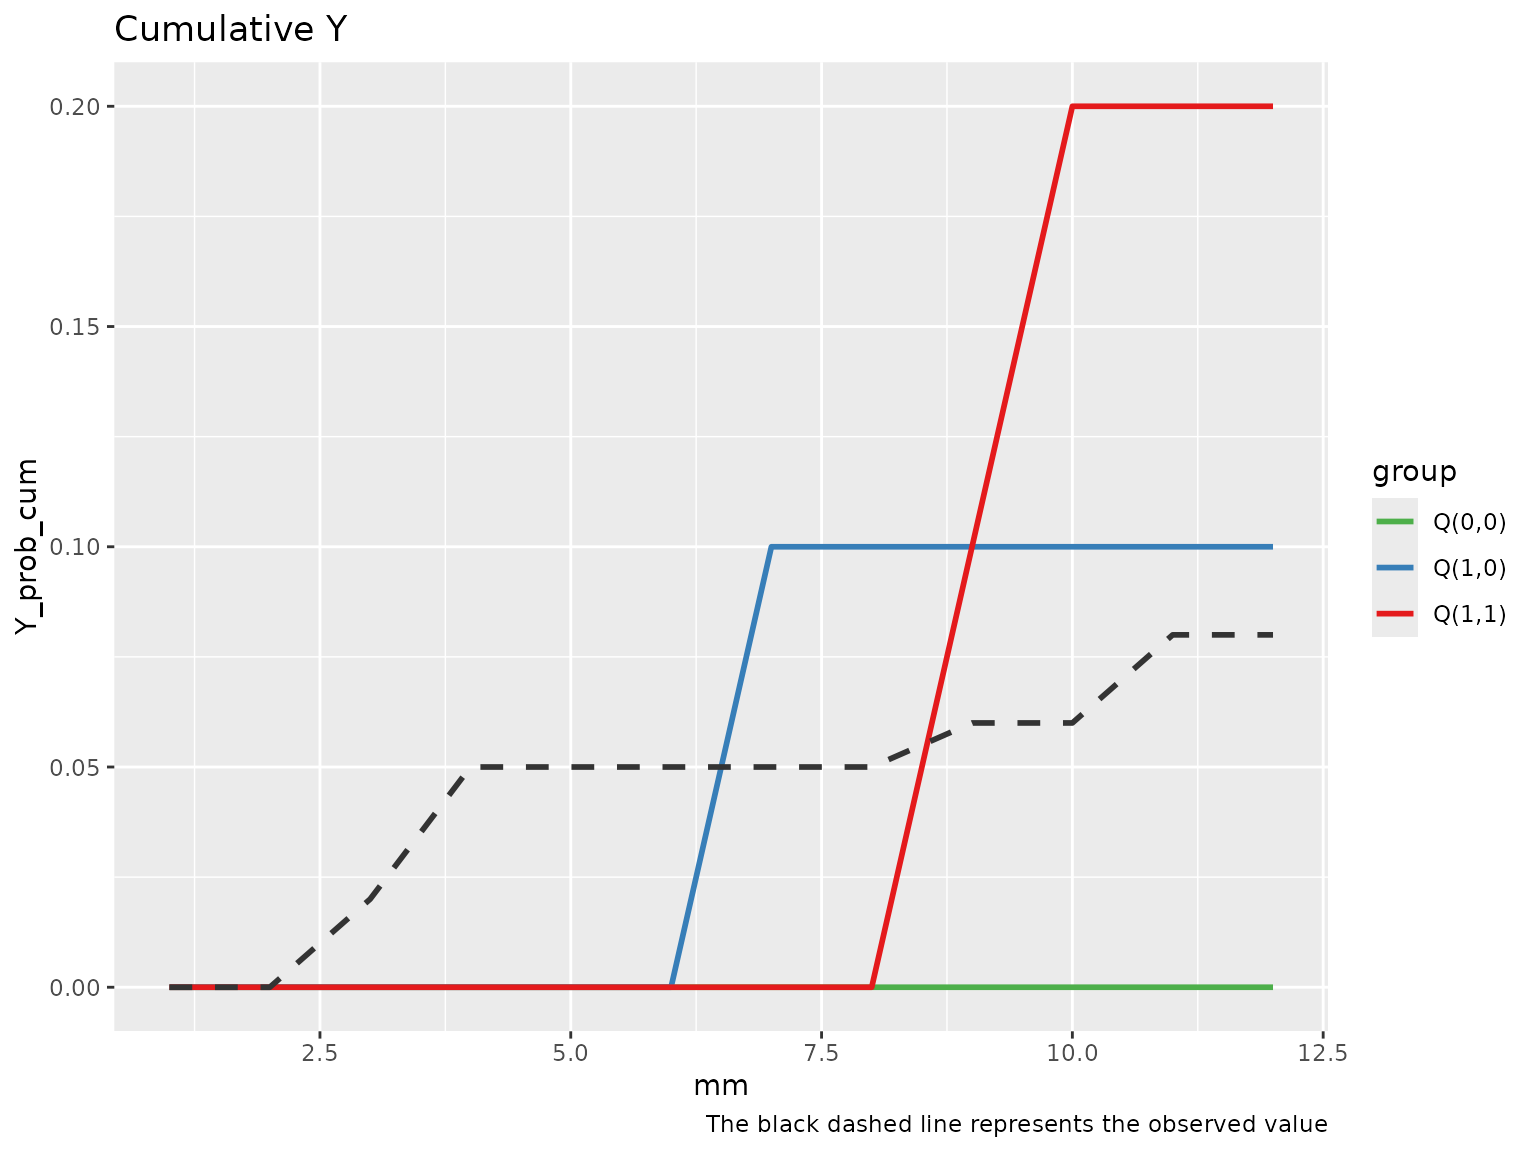 Cumulative Y
Y_prob_cum
0.20
0.15
0.10
0.05
0.00
2.5 5.0 7.5 10.0 12.5
mm
group
Q(0,0)
Q(1,0)
Q(1,1)
The black dashed line represents the observed value